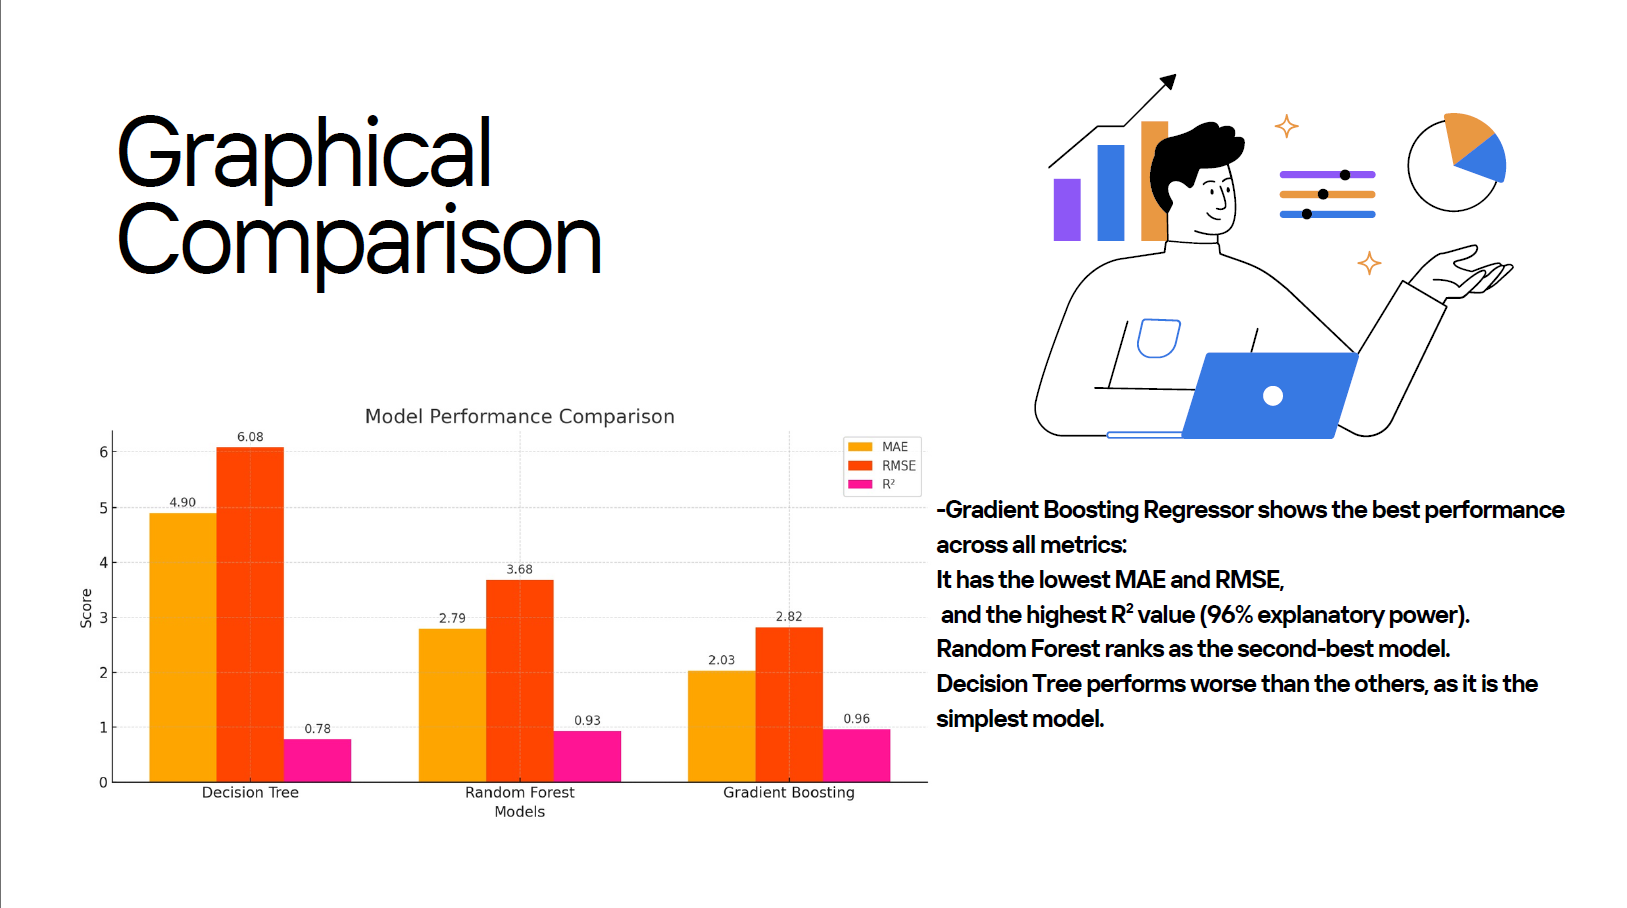 Graphical
Comparison
Model Performance Comparison
Score
6
5
4
3
2
1
0
4.90
6.08
0.78
2.79
3.68
0.93
2.03
2.82
0.96
MAE
RMSE
R²
Decision Tree
Random Forest
Gradient Boosting
Models
-Gradient Boosting Regressor shows the best performance
across all metrics:
It has the lowest MAE and RMSE,
and the highest R² value (96% explanatory power).
Random Forest ranks as the second-best model.
Decision Tree performs worse than the others, as it is the
simplest model.